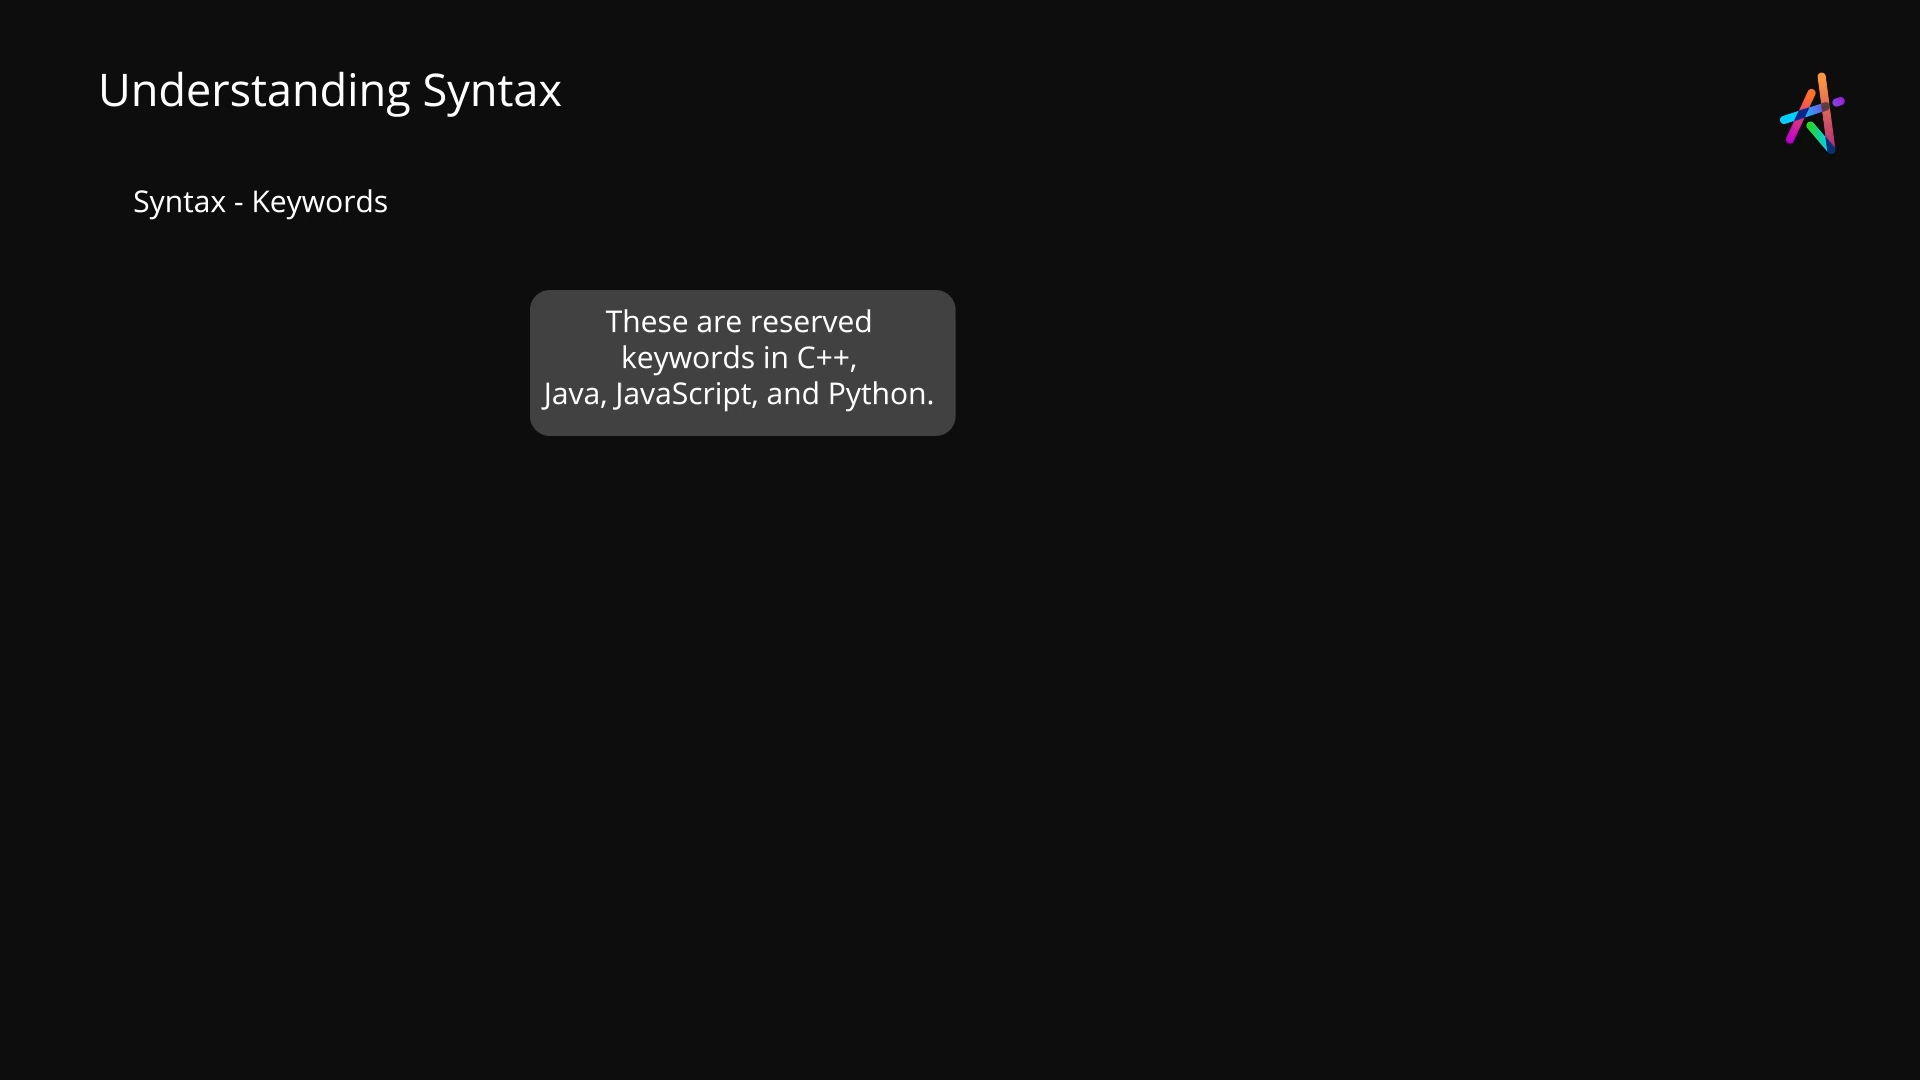 Understanding Syntax
Syntax - Keywords
These are reserved
keywords in C++,
Java, JavaScript, and Python.